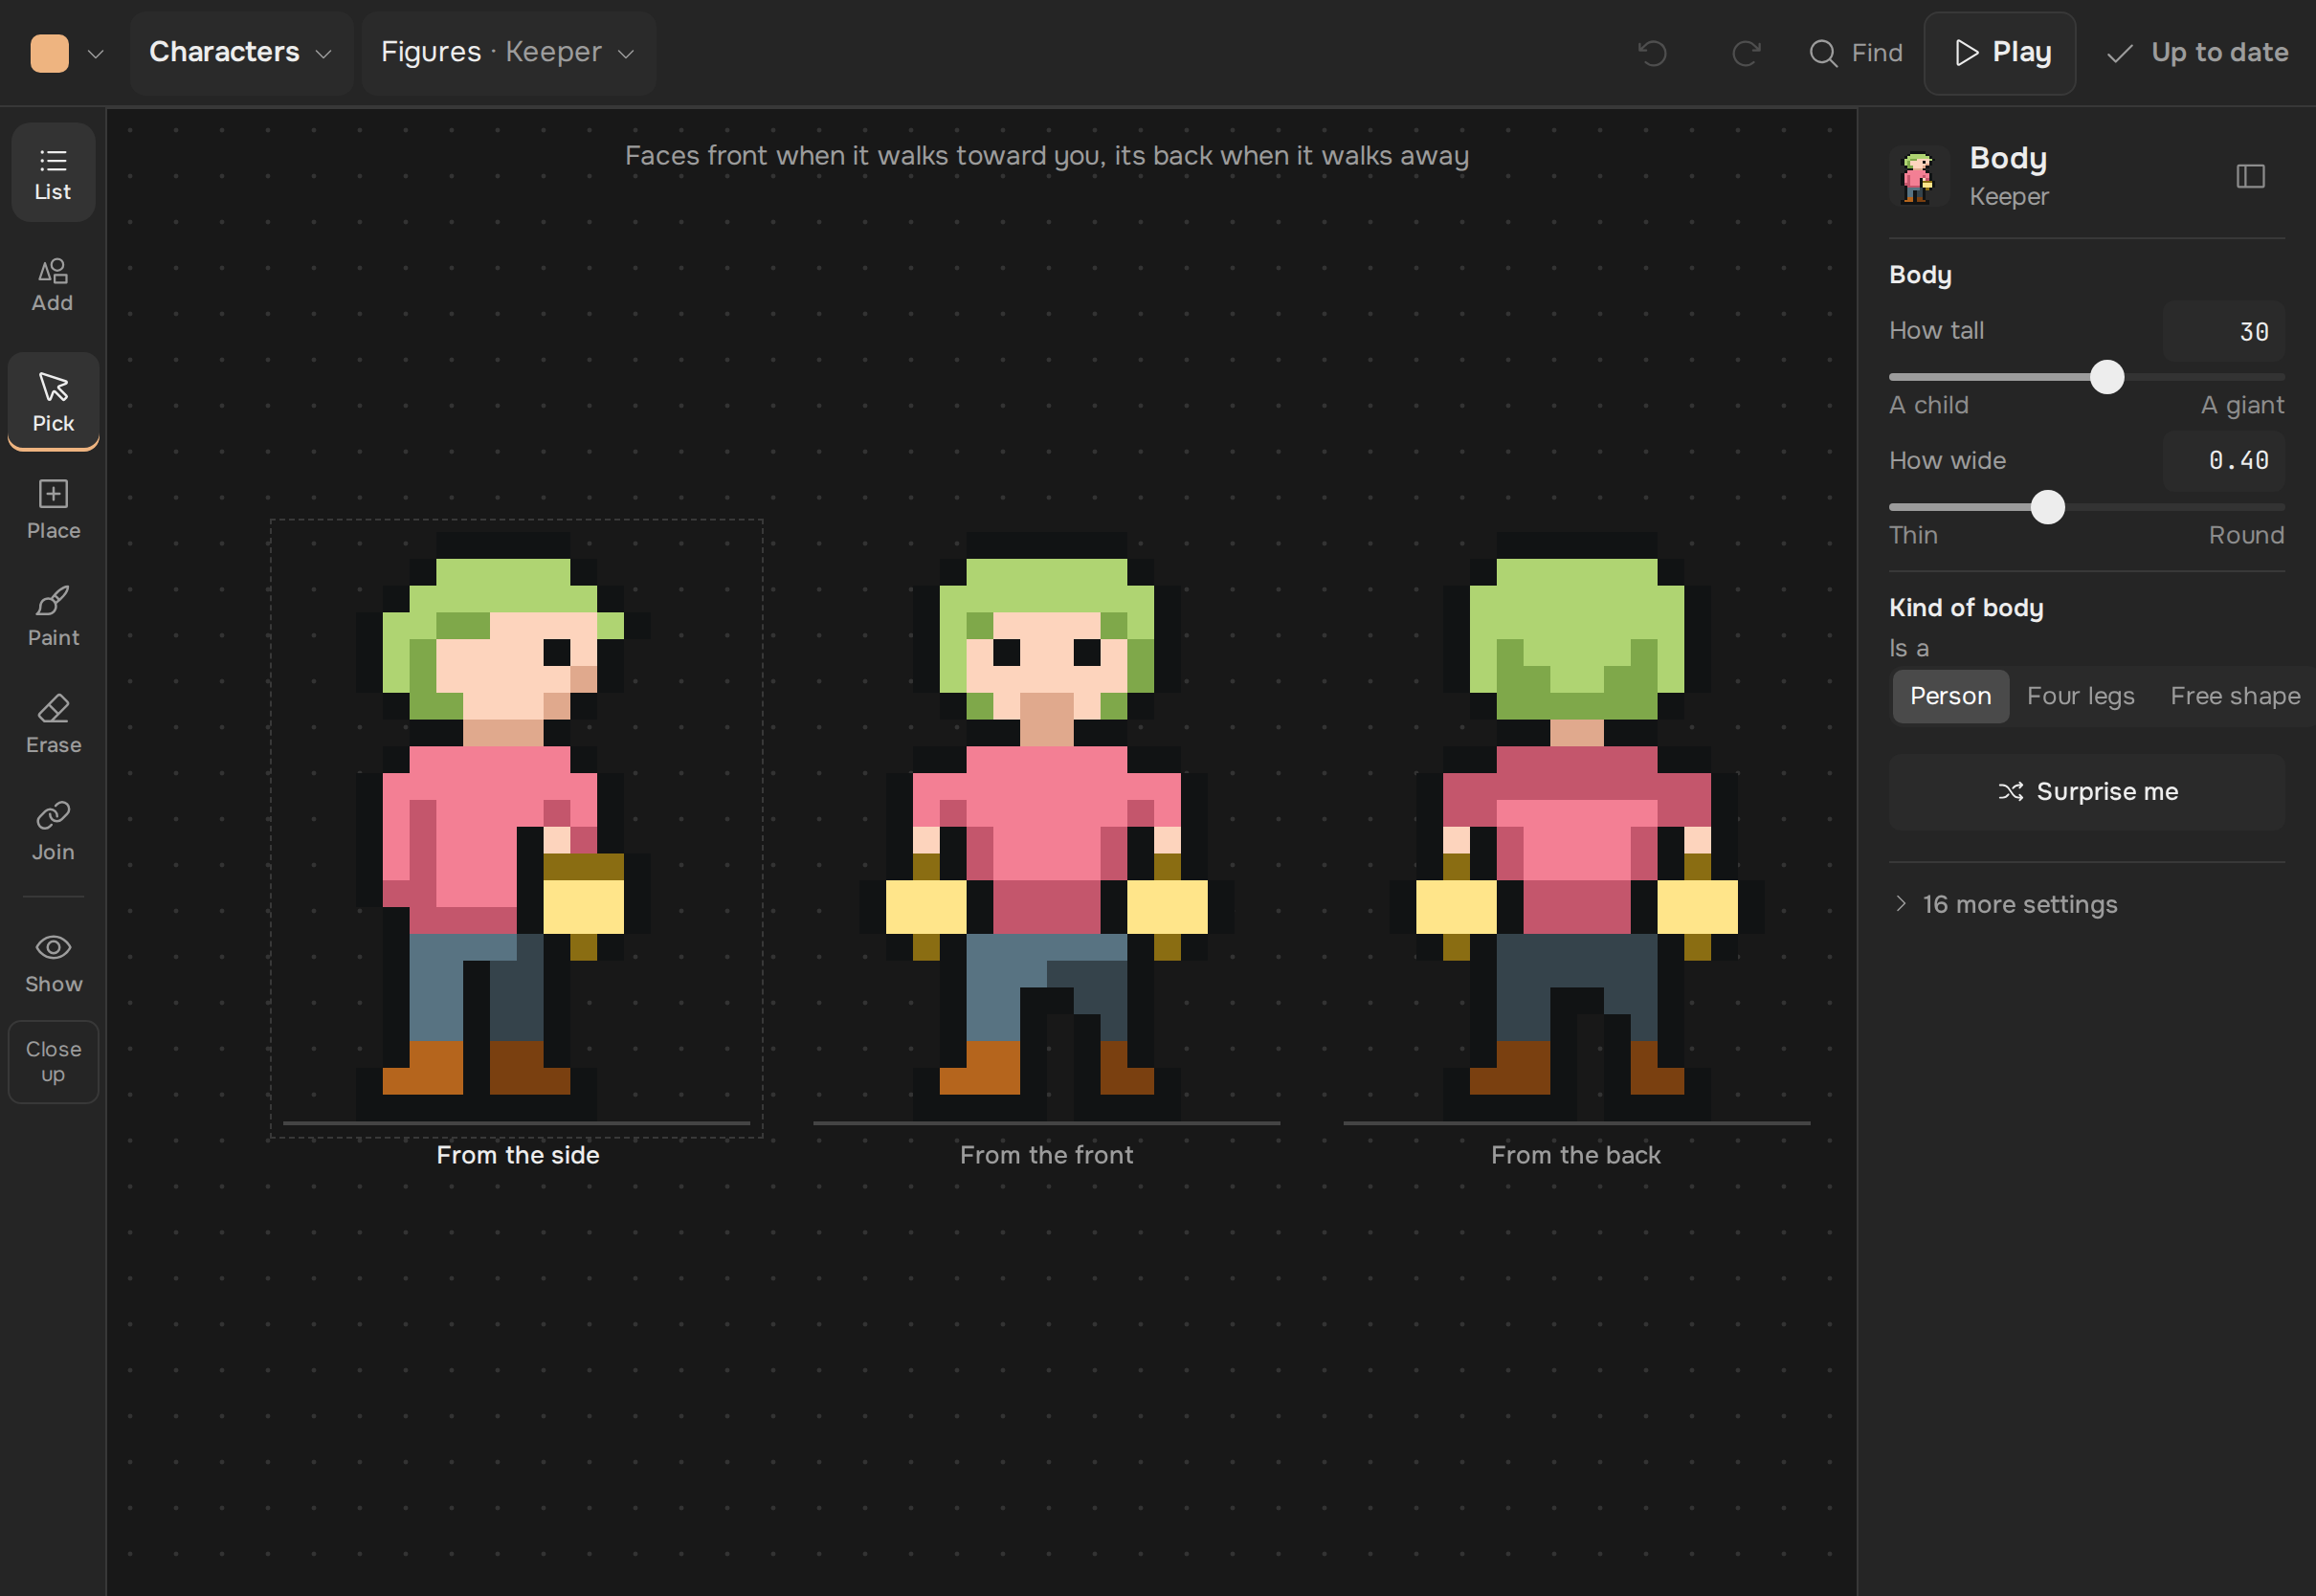 Characters
Figures · Keeper
Find
Play
Up to date
List
Add
Pick
Place
Paint
Erase
Join
Show
Close
up
Faces front when it walks toward you, its back when it walks away
From the side
From the front
From the back
Body
Keeper
Body
How tall
30
A child
A giant
How wide
0.40
Thin
Round
Kind of body
Is a
Person
Four legs
Free shape
Surprise me
16 more settings